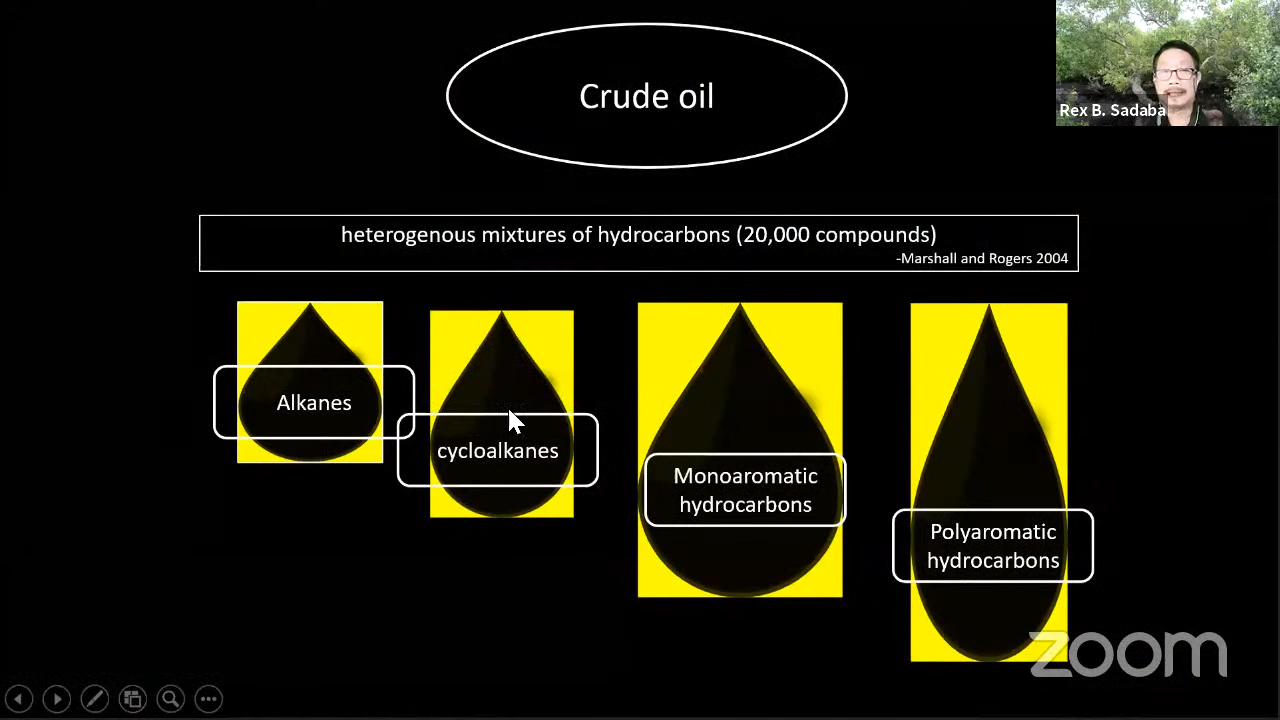 Crude oil
Rex B. Sadaba
heterogenous mixtures of hydrocarbons (20,000 compounds)
-Marshall and Rogers 2004
Alkanes
cycloalkanes
Monoaromatic
hydrocarbons
Polyaromatic
hydrocarbons
zoom